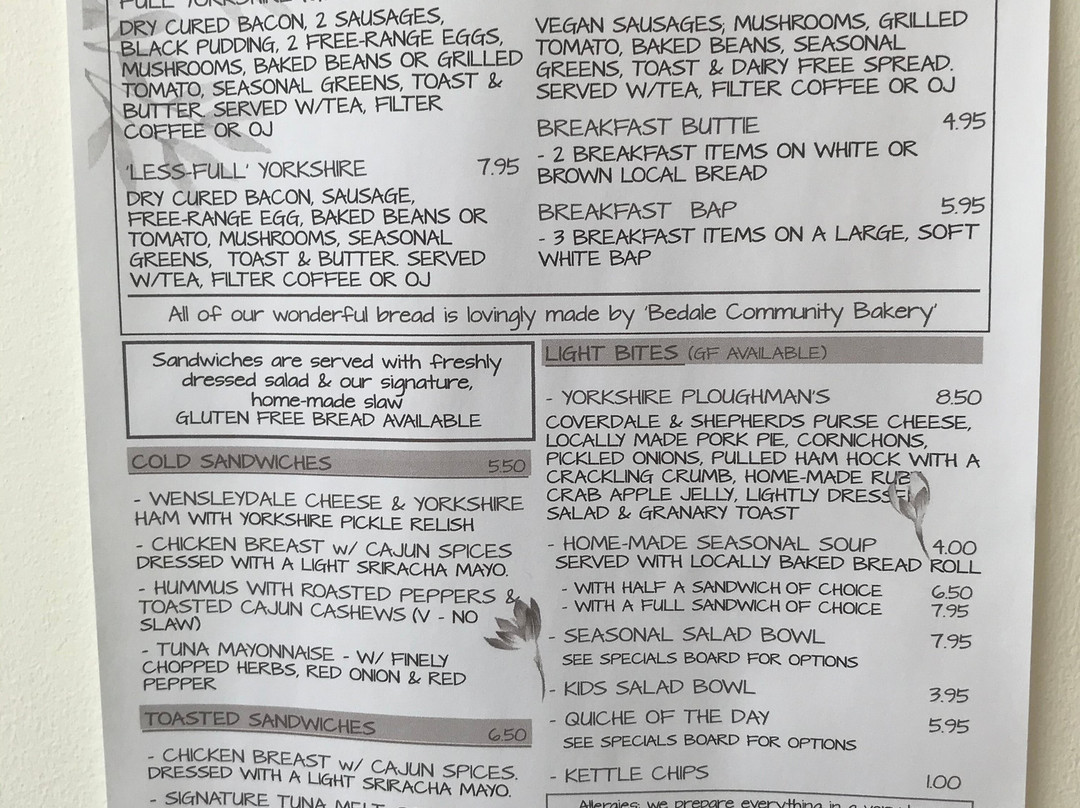 FULL YORKSHIRE
DRY CURED BACON, 2 SAUSAGES,
BLACK PUDDING, 2 FREE-RANGE EGGS,
MUSHROOMS, BAKED BEANS OR GRILLED
TOMATO, SEASONAL GREENS, TOAST &
BUTTER. SERVED W/TEA, FILTER
COFFEE OR OJ
'LESS-FULL' YORKSHIRE 7.95
DRY CURED BACON, SAUSAGE,
FREE-RANGE EGG, BAKED BEANS OR
TOMATO, MUSHROOMS, SEASONAL
GREENS, TOAST & BUTTER. SERVED
W/TEA, FILTER COFFEE OR OJ
VEGAN SAUSAGES; MUSHROOMS, GRILLED
TOMATO, BAKED BEANS, SEASONAL
GREENS, TOAST & DAIRY FREE SPREAD.
SERVED W/TEA, FILTER COFFEE OR OJ
BREAKFAST BUTTIE 4.95
- 2 BREAKFAST ITEMS ON WHITE OR
BROWN LOCAL BREAD
BREAKFAST BAP 5.95
- 3 BREAKFAST ITEMS ON A LARGE, SOFT
WHITE BAP
All of our wonderful bread is lovingly made by 'Bedale Community Bakery'
Sandwiches are served with freshly
dressed salad & our signature,
home-made slaw
GLUTEN FREE BREAD AVAILABLE
COLD SANDWICHES 5.50
- WENSLEYDALE CHEESE & YORKSHIRE
HAM WITH YORKSHIRE PICKLE RELISH
- CHICKEN BREAST w/ CAJUN SPICES
DRESSED WITH A LIGHT SRIRACHA MAYO.
- HUMMUS WITH ROASTED PEPPERS &
TOASTED CAJUN CASHEWS (V - NO
SLAW)
- TUNA MAYONNAISE - W/ FINELY
CHOPPED HERBS, RED ONION & RED
PEPPER
TOASTED SANDWICHES 6.50
- CHICKEN BREAST w/ CAJUN SPICES.
DRESSED WITH A LIGHT SRIRACHA MAYO.
- SIGNATURE TUNA MELT
LIGHT BITES (GF AVAILABLE)
- YORKSHIRE PLOUGHMAN'S 8.50
COVERDALE & SHEPHERDS PURSE CHEESE,
LOCALLY MADE PORK PIE, CORNICHONS,
PICKLED ONIONS, PULLED HAM HOCK WITH A
CRACKLING CRUMB, HOME-MADE RUBY
CRAB APPLE JELLY, LIGHTLY DRESSED
SALAD & GRANARY TOAST
- HOME-MADE SEASONAL SOUP 4.00
SERVED WITH LOCALLY BAKED BREAD ROLL
- WITH HALF A SANDWICH OF CHOICE 6.50
- WITH A FULL SANDWICH OF CHOICE 7.95
- SEASONAL SALAD BOWL 7.95
SEE SPECIALS BOARD FOR OPTIONS
- KIDS SALAD BOWL 3.95
- QUICHE OF THE DAY 5.95
SEE SPECIALS BOARD FOR OPTIONS
- KETTLE CHIPS 1.00
Allergies: we prepare everything in a